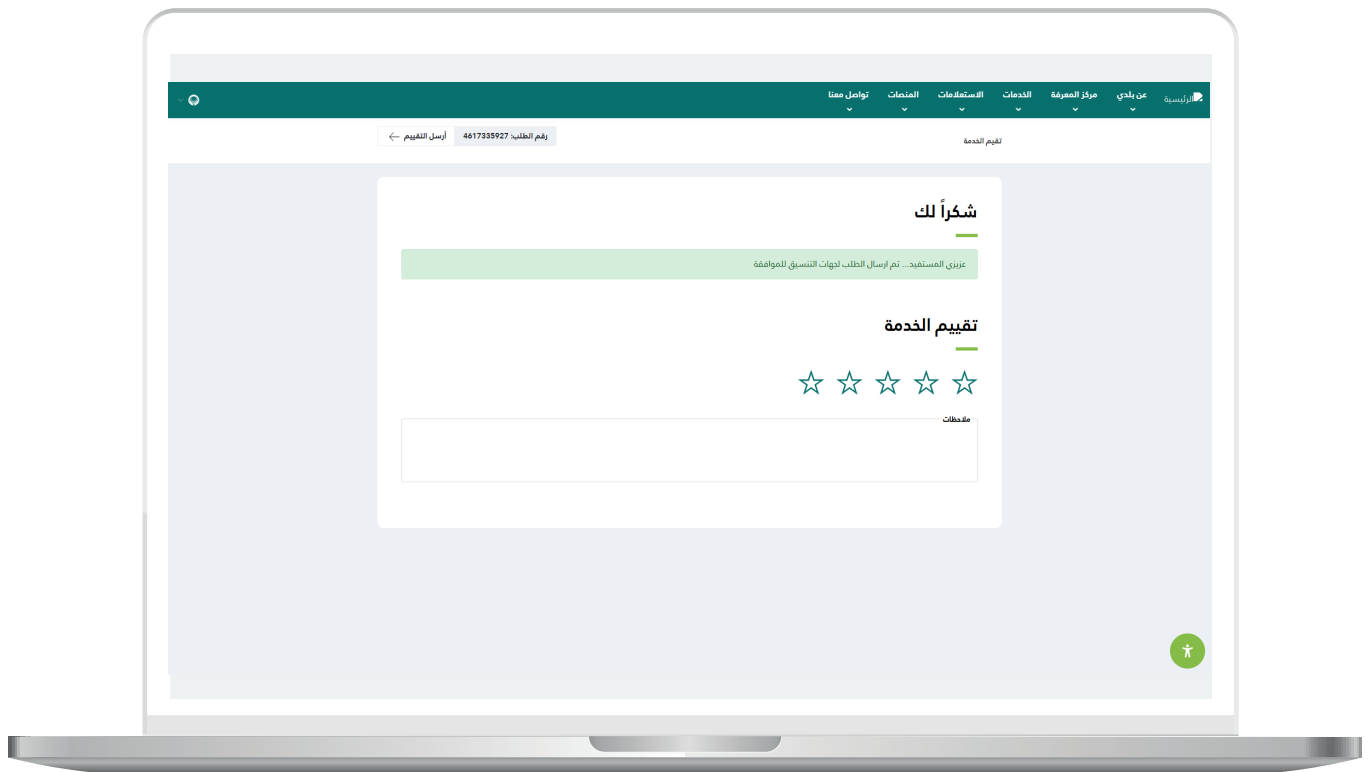 الرئيسية
عن بلدي
مركز المعرفة
الخدمات
الاستعلامات
المنصات
تواصل معنا
تقيم الخدمة
رقم الطلب: 4617335927
أرسل التقييم
شكراً لك
عزيزي المستفيد... تم ارسال الطلب لجهات التنسيق للموافقة
تقييم الخدمة
ملاحظات